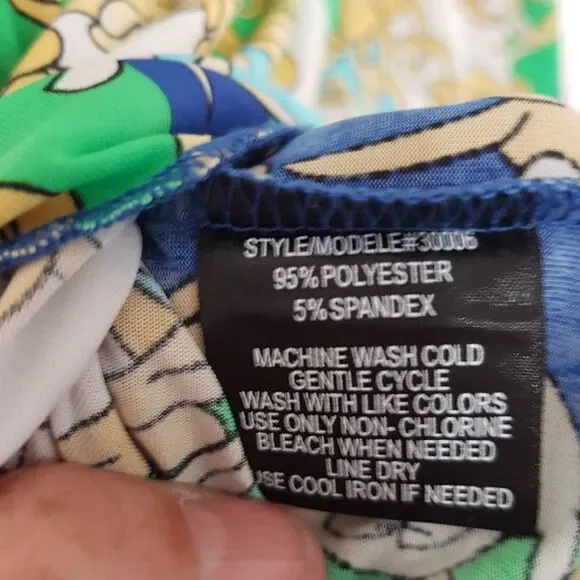 STYLE/MODELE#30006
95% POLYESTER
5% SPANDEX
MACHINE WASH COLD
GENTLE CYCLE
WASH WITH LIKE COLORS
USE ONLY NON- CHLORINE
BLEACH WHEN NEEDED
LINE DRY
USE COOL IRON IF NEEDED